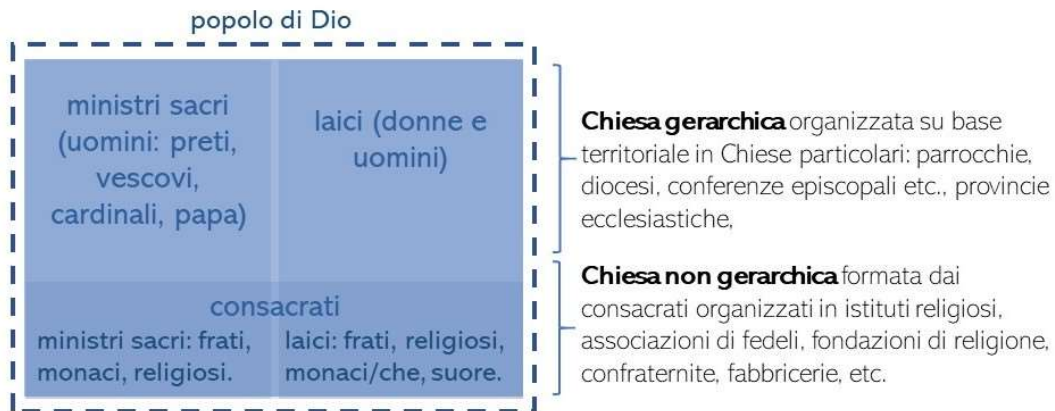 popolo di Dio
ministri sacri
(uomini: preti,
vescovi,
cardinali, papa)
laici (donne e
uomini)
consacrati
ministri sacri: frati,
monaci, religiosi.
laici: frati, religiosi,
monaci/che, suore.
Chiesa gerarchica organizzata su base
territoriale in Chiese particolari: parrocchie,
diocesi, conferenze episcopali etc., provincie
ecclesiastiche,
Chiesa non gerarchica formata dai
consacrati organizzati in istituti religiosi,
associazioni di fedeli, fondazioni di religione,
confraternite, fabbricerie, etc.